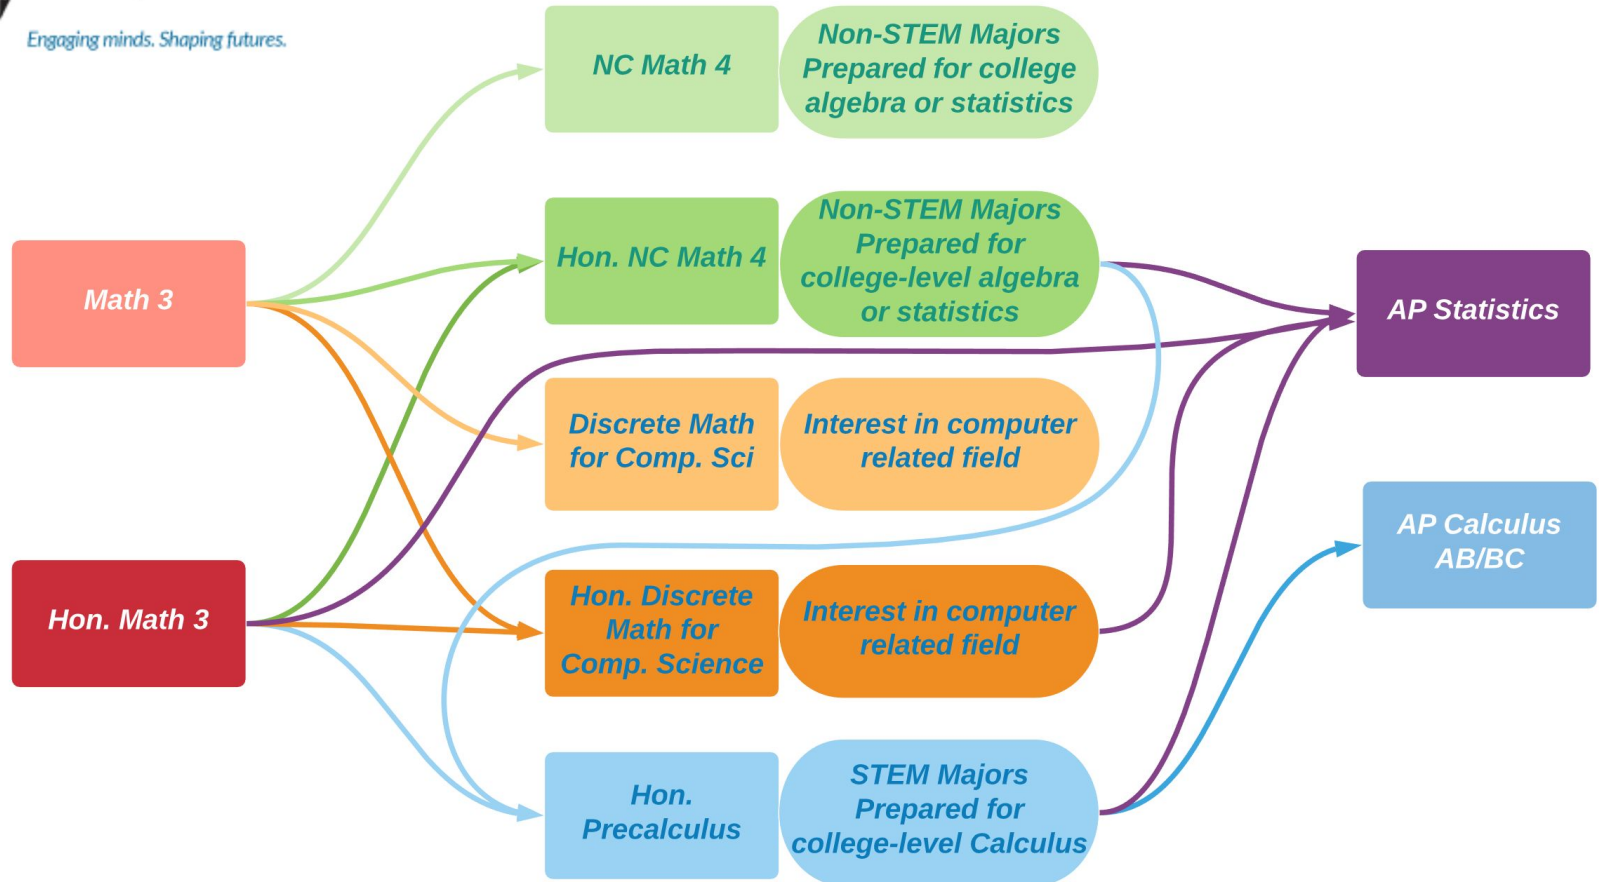 Engaging minds. Shaping futures.
NC Math 4
Non-STEM Majors
Prepared for college
algebra or statistics
Math 3
Hon. NC Math 4
Non-STEM Majors
Prepared for
college-level algebra
or statistics
AP Statistics
Discrete Math
for Comp. Sci
Interest in computer
related field
AP Calculus
AB/BC
Hon. Math 3
Hon. Discrete
Math for
Comp. Science
Interest in computer
related field
Hon.
Precalculus
STEM Majors
Prepared for
college-level Calculus